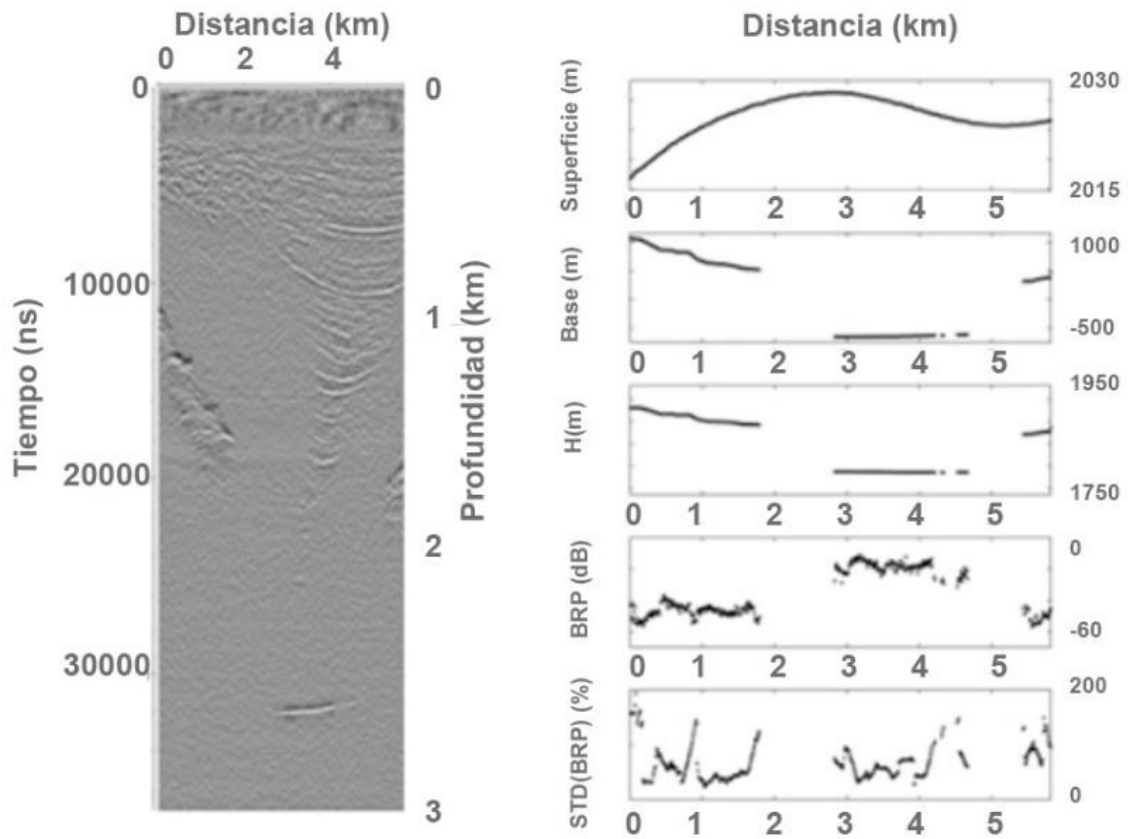 Distancia (km)
0 2 4
Tiempo (ns)
0
10000
20000
30000
Profundidad (km)
0
1
2
3
Distancia (km)
Superficie (m)
2030
2015
0 1 2 3 4 5
Base (m)
1000
-500
0 1 2 3 4 5
H(m)
1950
1750
0 1 2 3 4 5
BRP (dB)
0
-60
0 1 2 3 4 5
STD(BRP) (%)
200
0
0 1 2 3 4 5